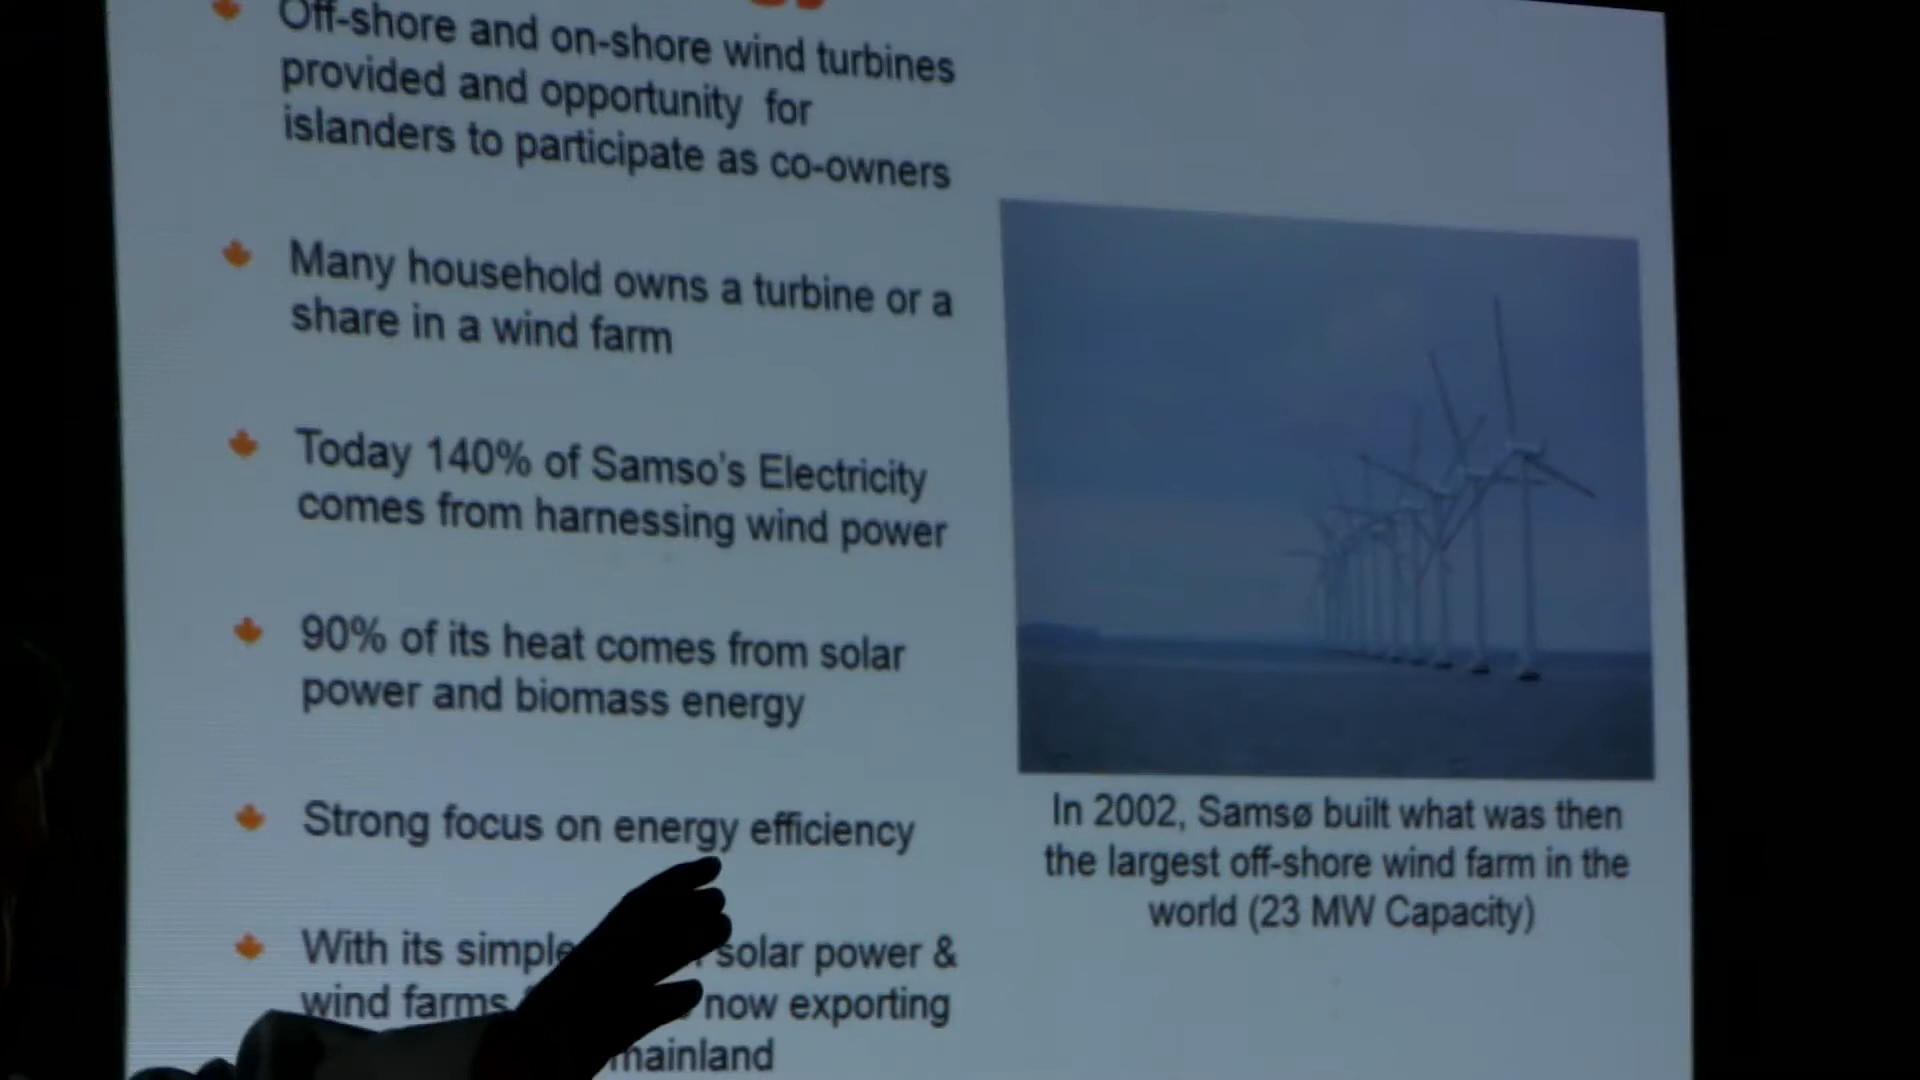 Off-shore and on-shore wind turbines
provided and opportunity for
islanders to participate as co-owners
Many household owns a turbine or a
share in a wind farm
Today 140% of Samso's Electricity
comes from harnessing wind power
90% of its heat comes from solar
power and biomass energy
Strong focus on energy efficiency
With its simple solar power &
wind farms now exporting
mainland
In 2002, Samsø built what was then
the largest off-shore wind farm in the
world (23 MW Capacity)